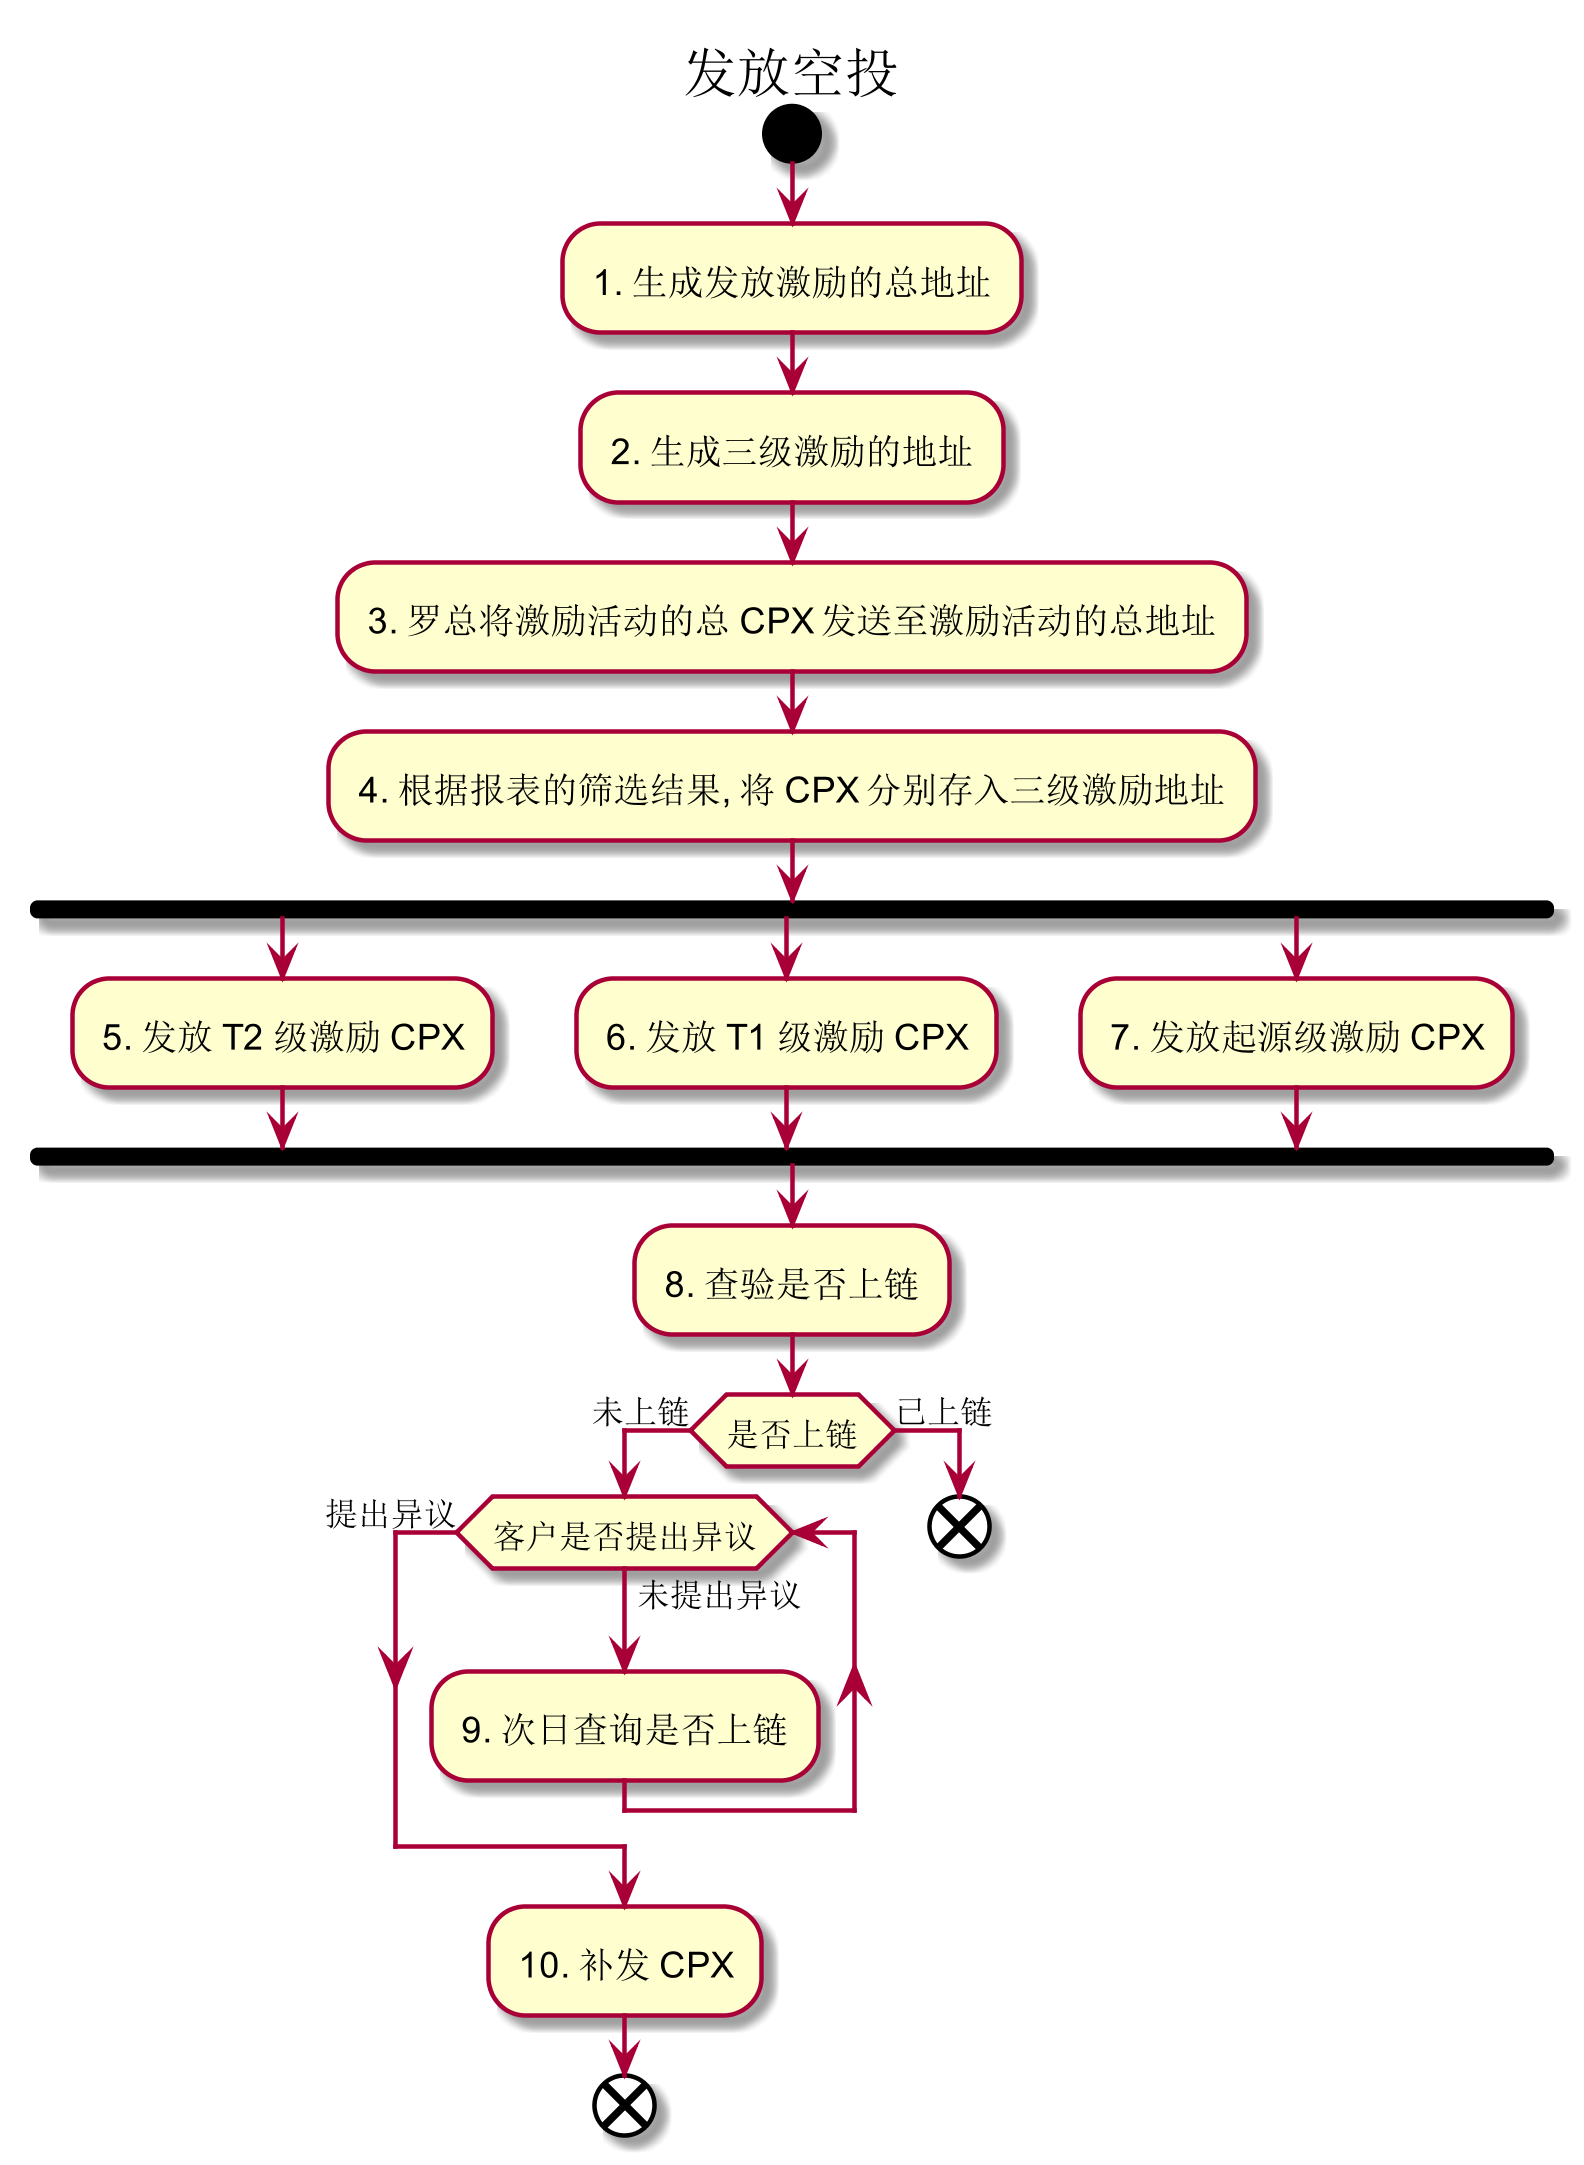 发放空投
1. 生成发放激励的总地址
2. 生成三级激励的地址
3. 罗总将激励活动的总 CPX 发送至激励活动的总地址
4. 根据报表的筛选结果, 将 CPX 分别存入三级激励地址
5. 发放 T2 级激励 CPX
6. 发放 T1 级激励 CPX
7. 发放起源级激励 CPX
8. 查验是否上链
未上链
是否上链
已上链
提出异议
客户是否提出异议
未提出异议
9. 次日查询是否上链
10. 补发 CPX